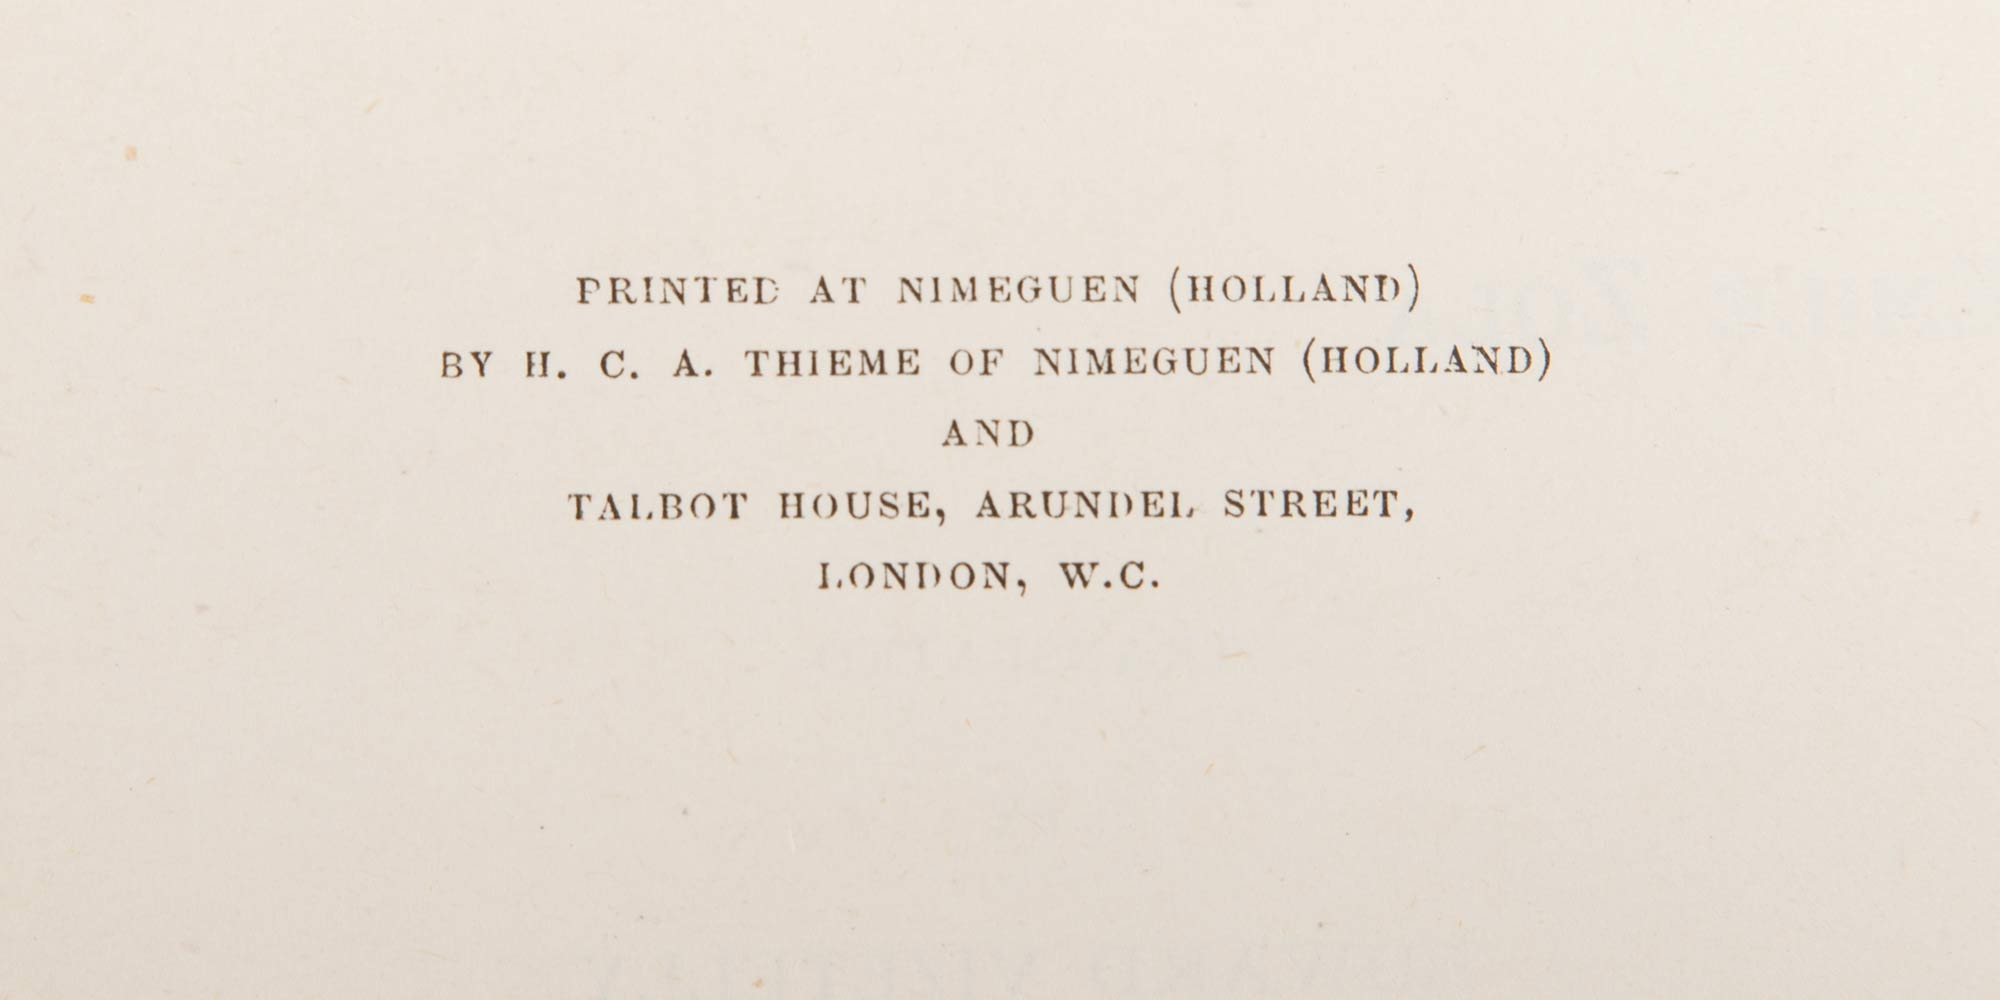 PRINTED AT NIMEGUEN (HOLLAND)
BY H. C. A. THIEME OF NIMEGUEN (HOLLAND)
AND
TALBOT HOUSE, ARUNDEL STREET,
LONDON, W.C.